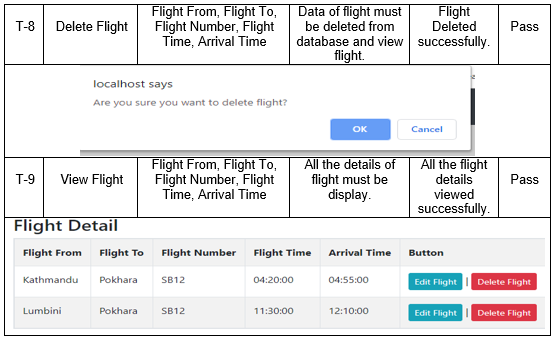 T-8 Delete Flight Flight From, Flight To, Flight Number, Flight Time, Arrival Time Data of flight must be deleted from database and view flight. Flight Deleted successfully. Pass
localhost says
Are you sure you want to delete flight?
OK Cancel
T-9 View Flight Flight From, Flight To, Flight Number, Flight Time, Arrival Time All the details of flight must be display. All the flight details viewed successfully. Pass
Flight Detail
Flight From Flight To Flight Number Flight Time Arrival Time Button
Kathmandu Pokhara SB12 04:20:00 04:55:00 Edit Flight | Delete Flight
Lumbini Pokhara SB12 11:30:00 12:10:00 Edit Flight | Delete Flight